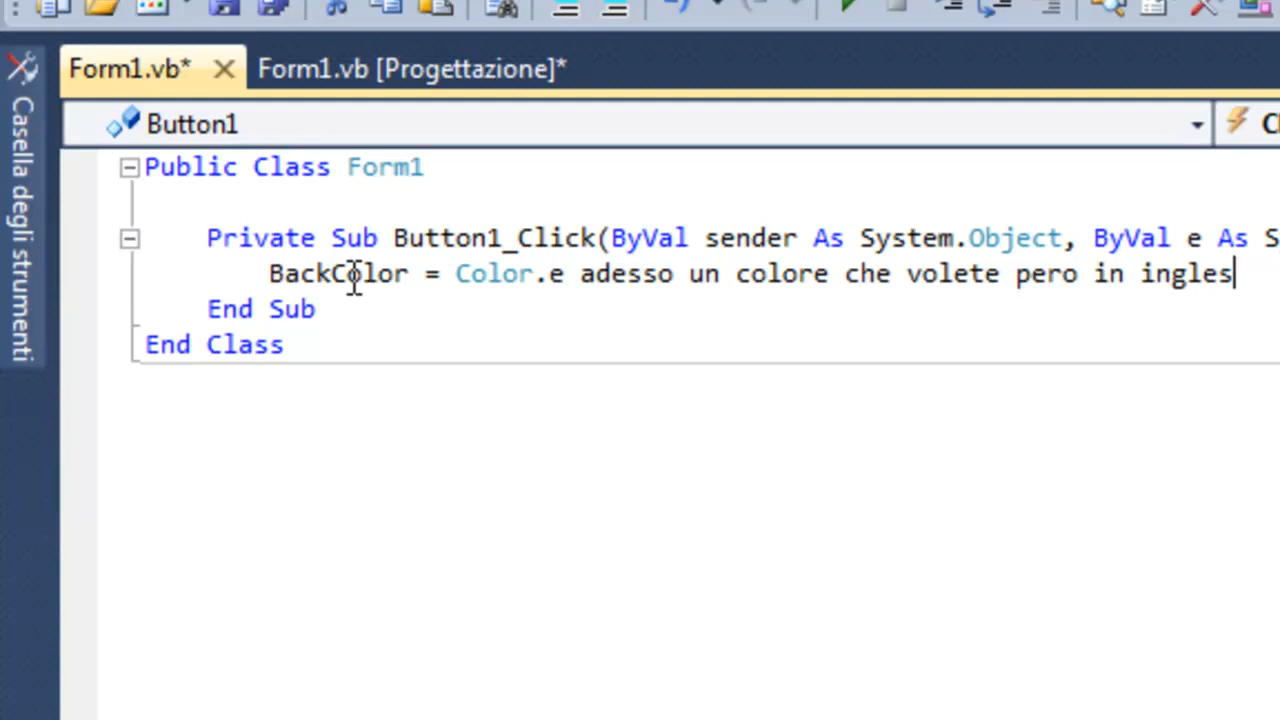 Form1.vb*
Form1.vb [Progettazione]*
Casella degli strumenti
Button1
Public Class Form1
Private Sub Button1_Click(ByVal sender As System.Object, ByVal e As S
BackColor = Color.e adesso un colore che volete pero in ingles
End Sub
End Class